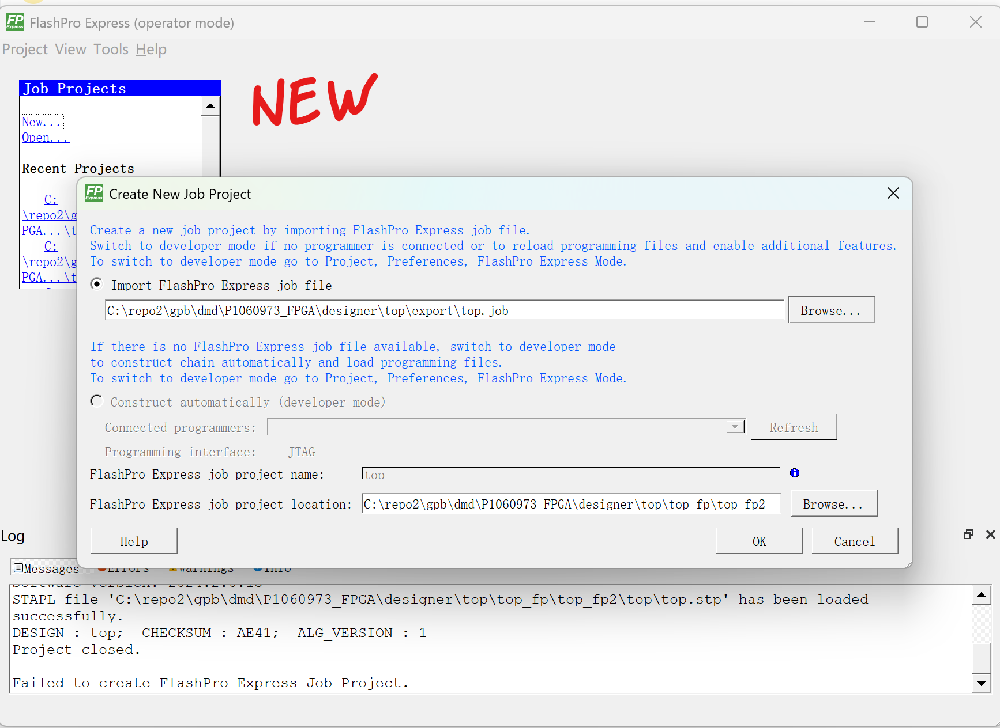 FP Express FlashPro Express (operator mode)
Project View Tools Help
Job Projects
NEW
New...
Open...
Recent Projects
C:
\repo2\g
PGA...\t
C:
\repo2\g
PGA...\t
FP Express Create New Job Project
Create a new job project by importing FlashPro Express job file.
Switch to developer mode if no programmer is connected or to reload programming files and enable additional features.
To switch to developer mode go to Project, Preferences, FlashPro Express Mode.
Import FlashPro Express job file
C:\repo2\gpb\dmd\P1060973_FPGA\designer\top\export\top.job Browse...
If there is no FlashPro Express job file available, switch to developer mode
to construct chain automatically and load programming files.
To switch to developer mode go to Project, Preferences, FlashPro Express Mode.
Construct automatically (developer mode)
Connected programmers: Refresh
Programming interface: JTAG
FlashPro Express job project name: top
FlashPro Express job project location: C:\repo2\gpb\dmd\P1060973_FPGA\designer\top\top_fp\top_fp2 Browse...
Help OK Cancel
Log
Messages Errors Warnings Info
STAPL file 'C:\repo2\gpb\dmd\P1060973_FPGA\designer\top\top_fp\top_fp2\top\top.stp' has been loaded
successfully.
DESIGN : top; CHECKSUM : AE41; ALG_VERSION : 1
Project closed.
Failed to create FlashPro Express Job Project.